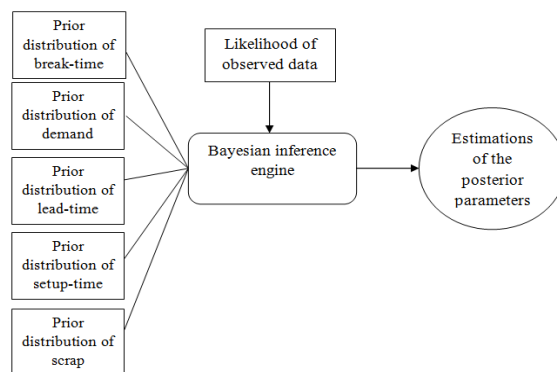 Prior
distribution of
break-time
Prior
distribution of
demand
Prior
distribution of
lead-time
Prior
distribution of
setup-time
Prior
distribution of
scrap
Likelihood of
observed data
Bayesian inference
engine
Estimations
of the
posterior
parameters